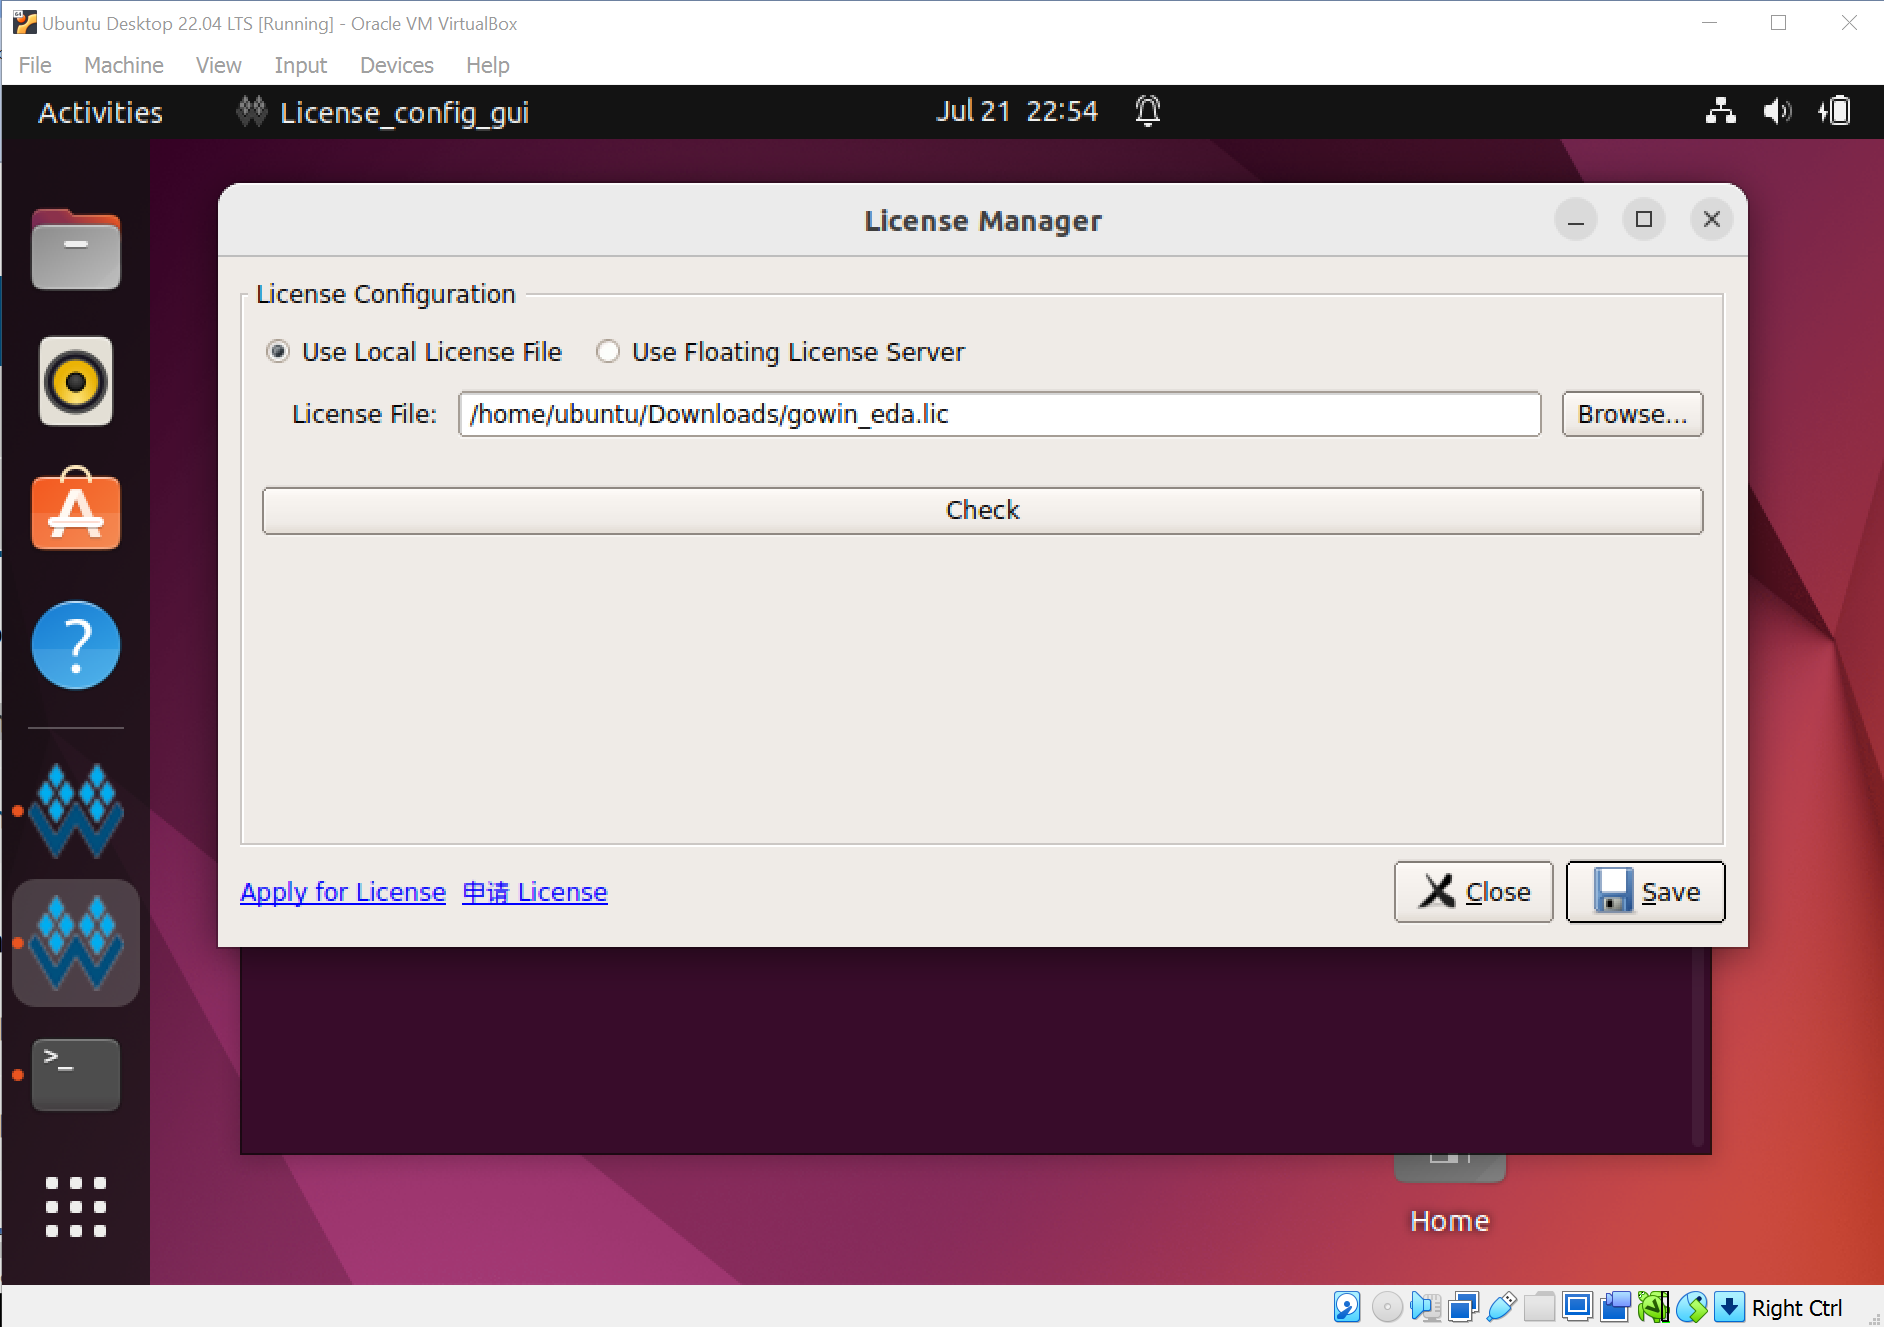 Ubuntu Desktop 22.04 LTS [Running] - Oracle VM VirtualBox
File Machine View Input Devices Help
Activities License_config_gui Jul 21 22:54
License Manager
License Configuration
Use Local License File Use Floating License Server
License File: /home/ubuntu/Downloads/gowin_eda.lic Browse...
Check
Apply for License 申请 License Close Save
>_
Home
Right Ctrl